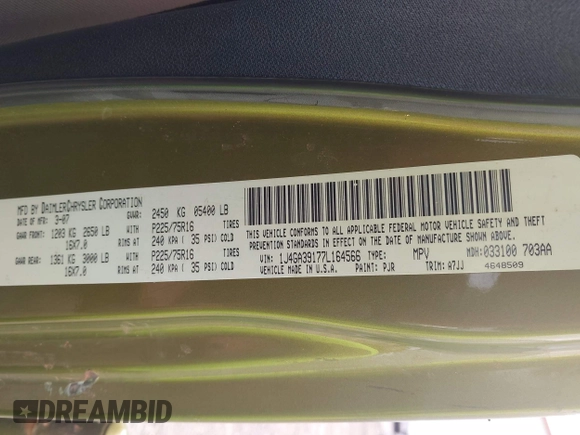 MFD BY DAIMLERCHRYSLER CORPORATION
DATE OF MFR 3-07 GVWR: 2450 KG 05400 LB
GAWR FRONT: 1203 KG 2650 LB WITH P225/75R16 TIRES
16X7.0 RIMS AT 240 KPA ( 35 PSI) COLD
GAWR REAR: 1361 KG 3000 LB WITH P225/75R16 TIRES
16X7.0 RIMS AT 240 KPA ( 35 PSI) COLD
THIS VEHICLE CONFORMS TO ALL APPLICABLE FEDERAL MOTOR VEHICLE SAFETY AND THEFT
PREVENTION STANDARDS IN EFFECT ON THE DATE OF MANUFACTURE SHOWN ABOVE.
VIN: 1J4GA39177L164566 MPV MDH: 033100 703AA
VEHICLE MADE IN U.S.A. PAINT: PJR TRIM: A7JJ 4648509
DREAMBID